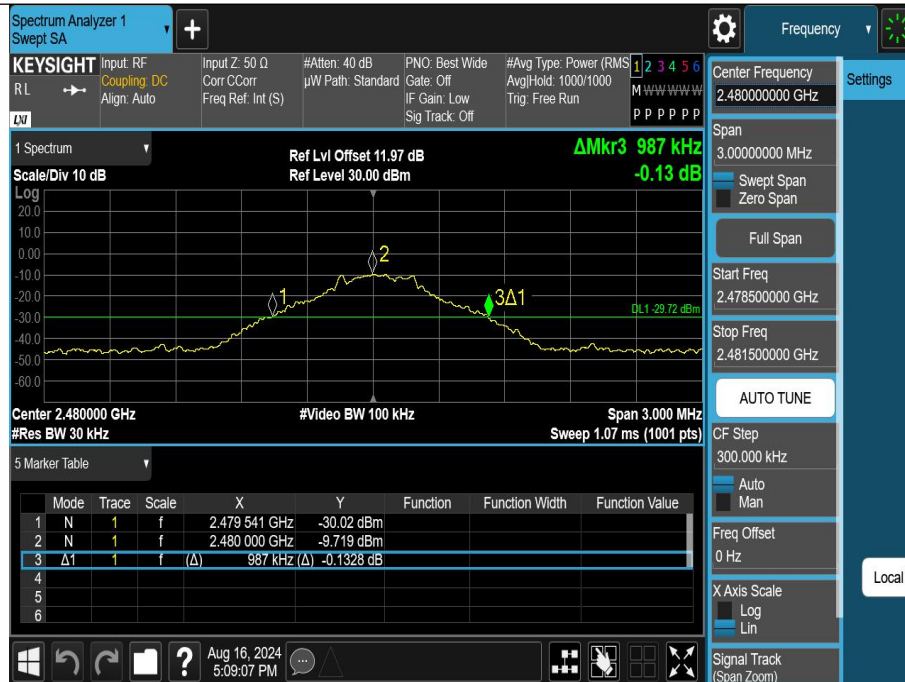 Spectrum Analyzer 1
Swept SA
Frequency
KEYSIGHT
RL
LXI
Input: RF
Coupling: DC
Align: Auto
Input Z: 50 Ω
Corr CCorr
Freq Ref: Int (S)
#Atten: 40 dB
µW Path: Standard
PNO: Best Wide
Gate: Off
IF Gain: Low
Sig Track: Off
#Avg Type: Power (RMS
Avg|Hold: 1000/1000
Trig: Free Run
1 2 3 4 5 6
M W W W W W
P P P P P P
1 Spectrum
Scale/Div 10 dB
Ref Lvl Offset 11.97 dB
Ref Level 30.00 dBm
ΔMkr3 987 kHz
-0.13 dB
Log
20.0
10.0
0.00
-10.0
-20.0
-30.0
-40.0
-50.0
-60.0
1
2
3Δ1
DL1 -29.72 dBm
Center 2.480000 GHz
#Res BW 30 kHz
#Video BW 100 kHz
Span 3.000 MHz
Sweep 1.07 ms (1001 pts)
5 Marker Table
Mode Trace Scale X Y Function Function Width Function Value
1 N 1 f 2.479 541 GHz -30.02 dBm
2 N 1 f 2.480 000 GHz -9.719 dBm
3 Δ1 1 f (Δ) 987 kHz (Δ) -0.1328 dB
4
5
6
Aug 16, 2024
5:09:07 PM
Center Frequency
2.480000000 GHz
Span
3.00000000 MHz
Swept Span
Zero Span
Full Span
Start Freq
2.478500000 GHz
Stop Freq
2.481500000 GHz
AUTO TUNE
CF Step
300.000 kHz
Auto
Man
Freq Offset
0 Hz
X Axis Scale
Log
Lin
Signal Track
(Span Zoom)
Settings
Local